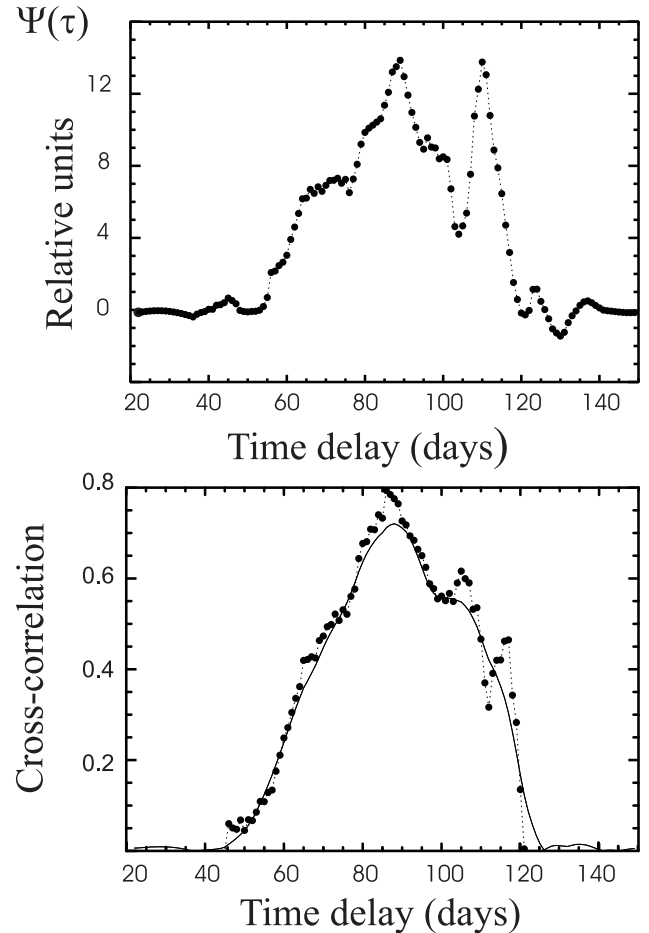 Ψ(τ)
12
8
4
0
Relative units
20 40 60 80 100 120 140
Time delay (days)
0.8
0.6
0.4
0.2
Cross-correlation
20 40 60 80 100 120 140
Time delay (days)